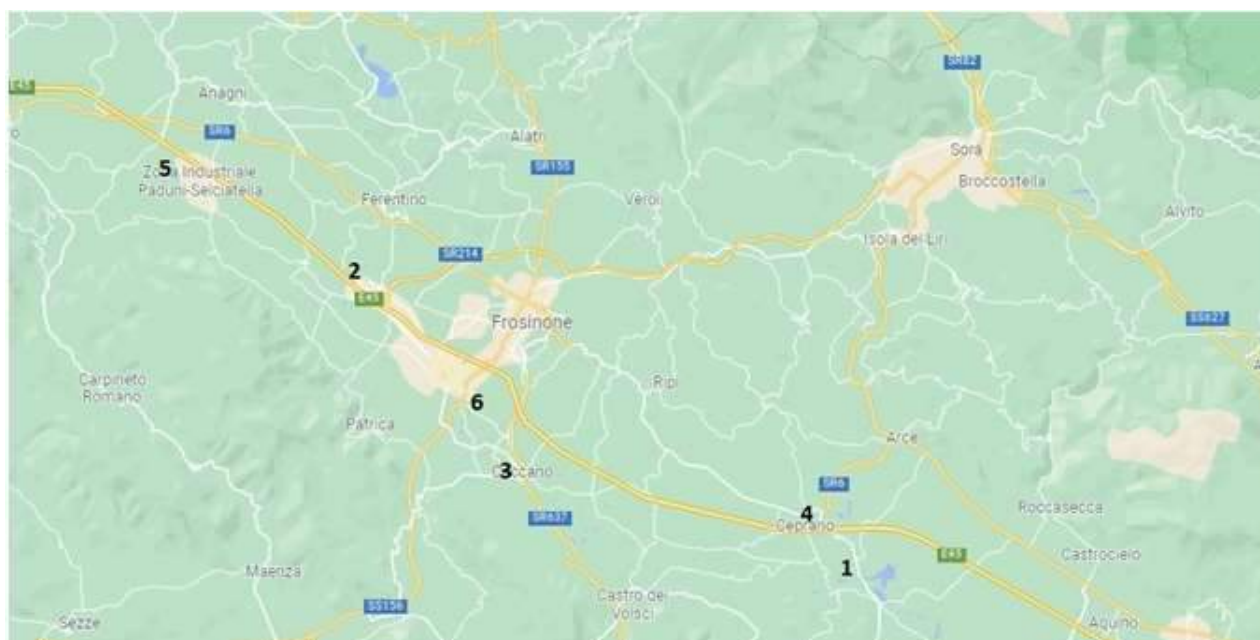 E45
SR82
Anagni
SR6
Alatri
Sora
5
Zona Industriale
Paduni-Selciatella
SR155
Broccostella
Ferentino
Veroli
Alvito
Isola del Liri
SR214
2
E45
Frosinone
SS627
Carpineto
Romano
Ripi
6
Patrica
Arce
3
Ceccano
SR6
4
Roccasecca
SR637
Ceprano
E45
Castrocielo
1
Maenza
Castro dei
Volsci
SS156
Sezze
Aquino